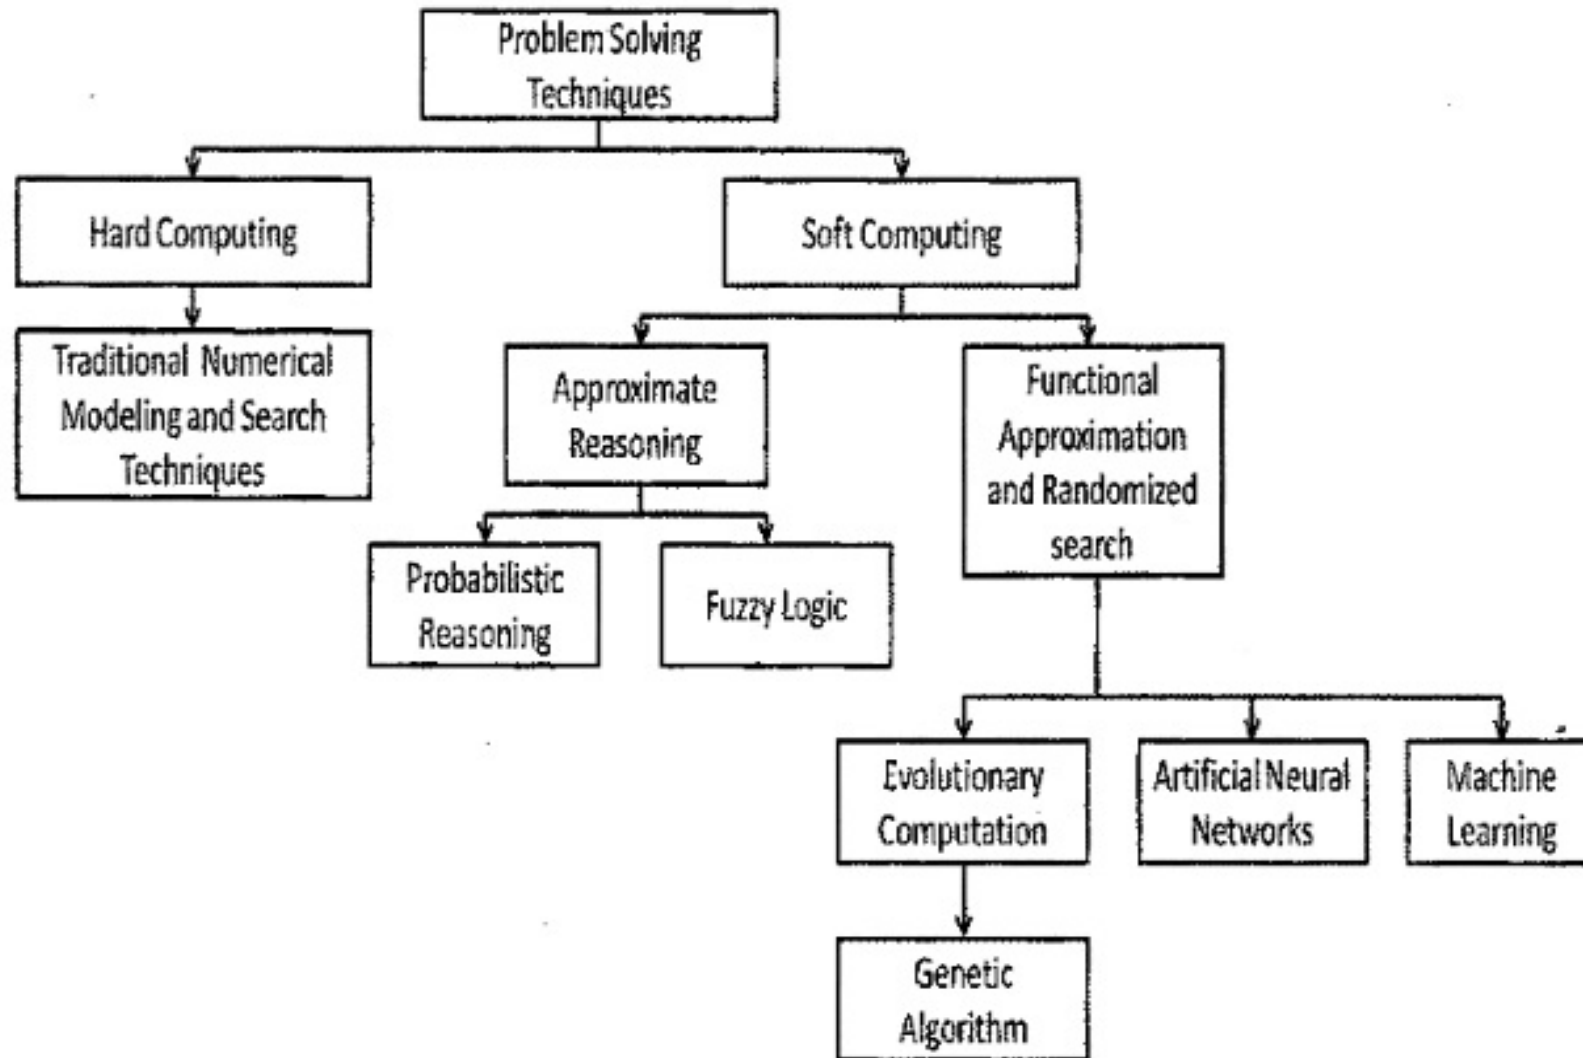 Problem Solving
Techniques
Hard Computing
Soft Computing
Traditional Numerical
Modeling and Search
Techniques
Approximate
Reasoning
Functional
Approximation
and Randomized
search
Probabilistic
Reasoning
Fuzzy Logic
Evolutionary
Computation
Artificial Neural
Networks
Machine
Learning
Genetic
Algorithm